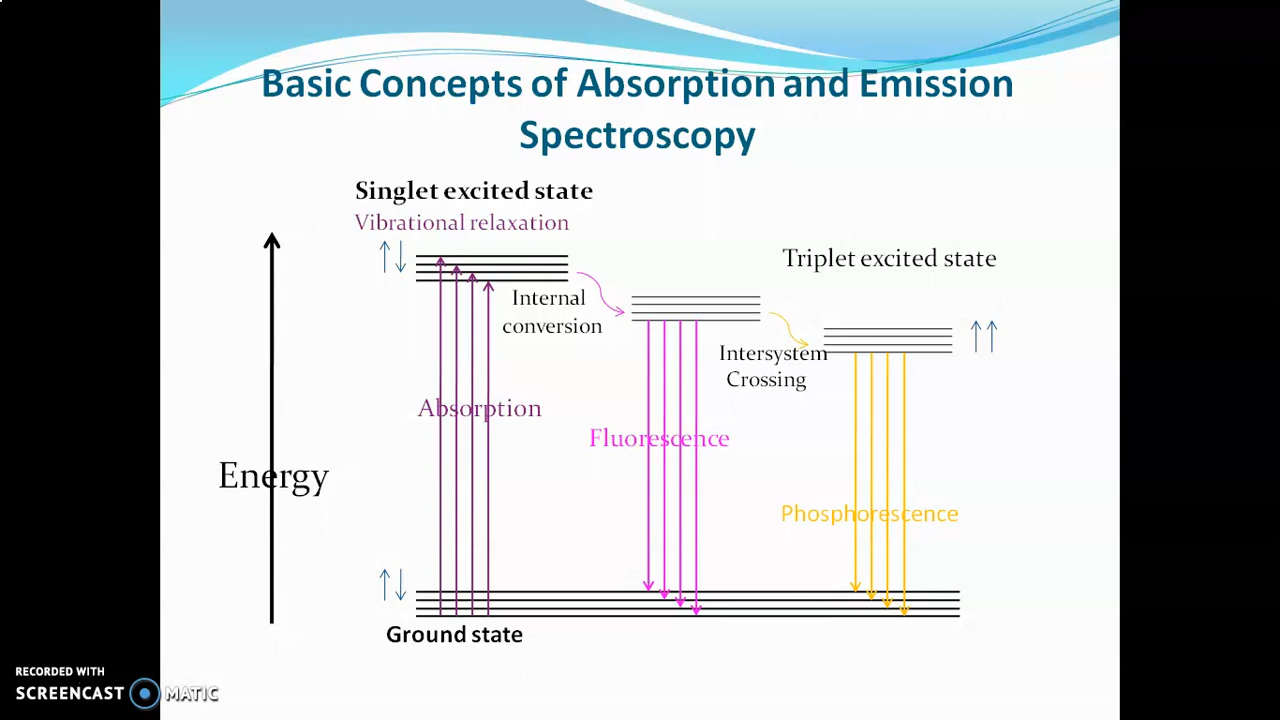 Basic Concepts of Absorption and Emission
Spectroscopy
Singlet excited state
Vibrational relaxation
Triplet excited state
Internal
conversion
Intersystem
Crossing
Absorption
Fluorescence
Energy
Phosphorescence
Ground state
RECORDED WITH
SCREENCAST MATIC